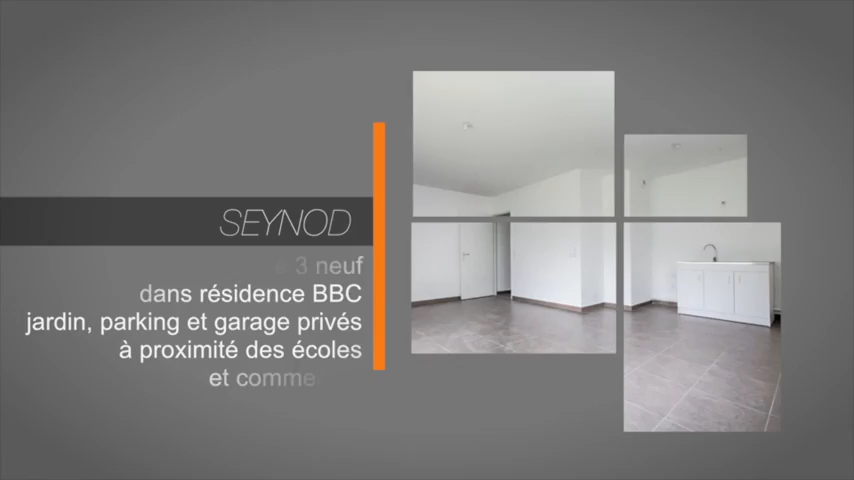 SEYNOD
3 neuf
dans résidence BBC
jardin, parking et garage privés
à proximité des écoles
et comme